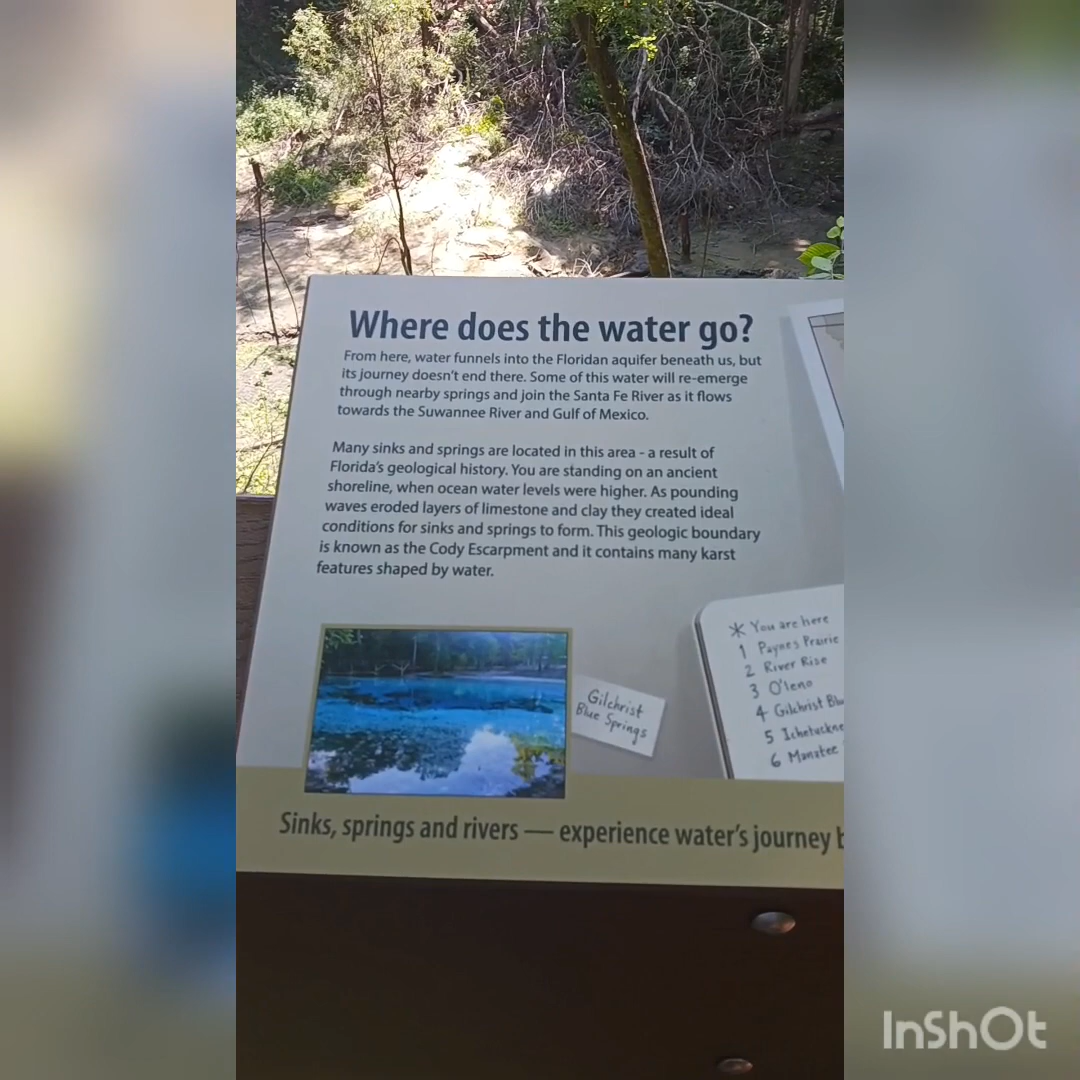 Where does the water go?
From here, water funnels into the Floridan aquifer beneath us, but
its journey doesn't end there. Some of this water will re-emerge
through nearby springs and join the Santa Fe River as it flows
towards the Suwannee River and Gulf of Mexico.
Many sinks and springs are located in this area - a result of
Florida's geological history. You are standing on an ancient
shoreline, when ocean water levels were higher. As pounding
waves eroded layers of limestone and clay they created ideal
conditions for sinks and springs to form. This geologic boundary
is known as the Cody Escarpment and it contains many karst
features shaped by water.
Gilchrist
Blue Springs
* You are here
1 Paynes Prairie
2 River Rise
3 O'leno
4 Gilchrist Blu
5 Ichetuckne
6 Manatee
Sinks, springs and rivers — experience water's journey
InShOt